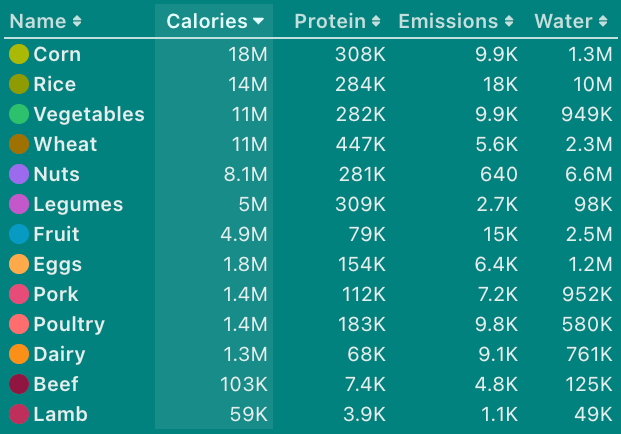 Name Calories Protein Emissions Water
Corn 18M 308K 9.9K 1.3M
Rice 14M 284K 18K 10M
Vegetables 11M 282K 9.9K 949K
Wheat 11M 447K 5.6K 2.3M
Nuts 8.1M 281K 640 6.6M
Legumes 5M 309K 2.7K 98K
Fruit 4.9M 79K 15K 2.5M
Eggs 1.8M 154K 6.4K 1.2M
Pork 1.4M 112K 7.2K 952K
Poultry 1.4M 183K 9.8K 580K
Dairy 1.3M 68K 9.1K 761K
Beef 103K 7.4K 4.8K 125K
Lamb 59K 3.9K 1.1K 49K